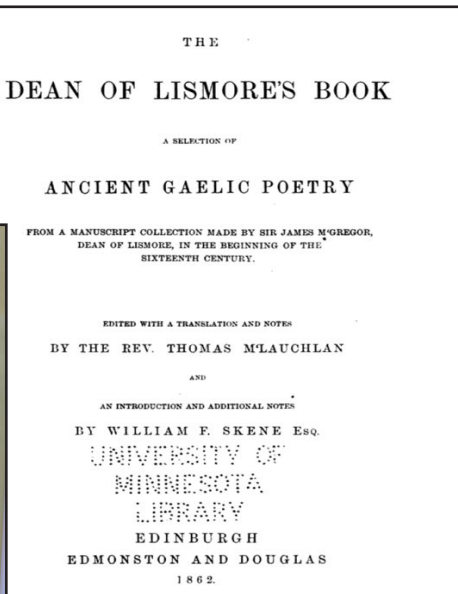 THE
DEAN OF LISMORE'S BOOK
A SELECTION OF
ANCIENT GAELIC POETRY
FROM A MANUSCRIPT COLLECTION MADE BY SIR JAMES M‘GREGOR,
DEAN OF LISMORE, IN THE BEGINNING OF THE
SIXTEENTH CENTURY.
EDITED WITH A TRANSLATION AND NOTES
BY THE REV. THOMAS M‘LAUCHLAN
AND
AN INTRODUCTION AND ADDITIONAL NOTES
BY WILLIAM F. SKENE Esq.
UNIVERSITY OF
MINNESOTA
LIBRARY
EDINBURGH
EDMONSTON AND DOUGLAS
1862.